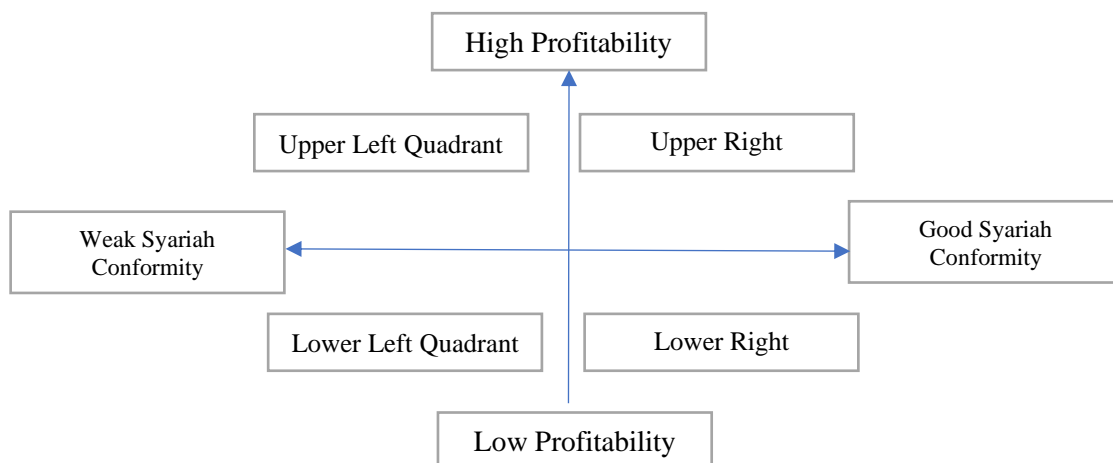 High Profitability
Upper Left Quadrant
Upper Right
Weak Syariah
Conformity
Good Syariah
Conformity
Lower Left Quadrant
Lower Right
Low Profitability